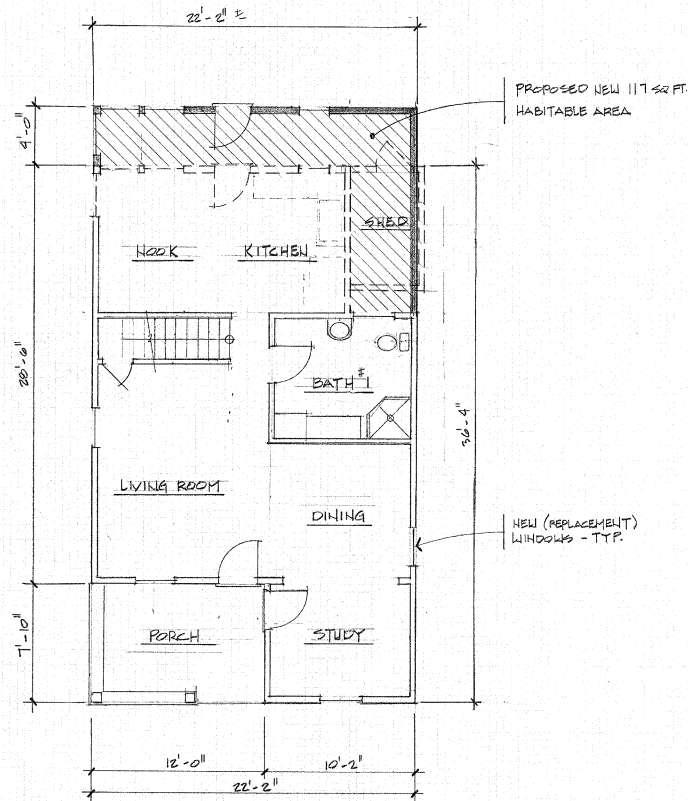 22'-2" ±
PROPOSED NEW 117 SQ FT.
HABITABLE AREA
4'-0"
SHED
NOOK
KITCHEN
28'-6"
BATH #1
36'-4"
LIVING ROOM
DINING
NEW (REPLACEMENT)
WINDOWS - TYP.
7'-10"
PORCH
STUDY
12'-0"
10'-2"
22'-2"